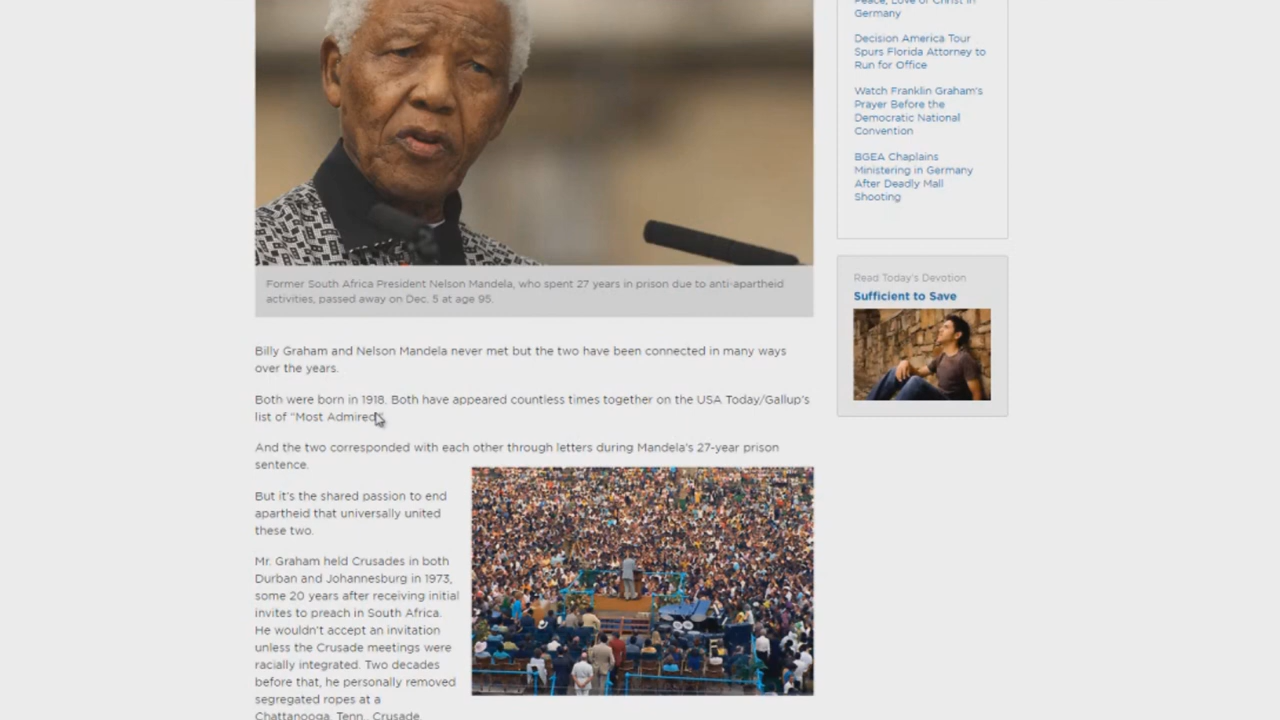 Peace, Love of Christ in
Germany
Decision America Tour
Spurs Florida Attorney to
Run for Office
Watch Franklin Graham's
Prayer Before the
Democratic National
Convention
BGEA Chaplains
Ministering in Germany
After Deadly Mall
Shooting
Former South Africa President Nelson Mandela, who spent 27 years in prison due to anti-apartheid
activities, passed away on Dec. 5 at age 95.
Read Today's Devotion
Sufficient to Save
Billy Graham and Nelson Mandela never met but the two have been connected in many ways
over the years.
Both were born in 1918. Both have appeared countless times together on the USA Today/Gallup's
list of "Most Admired".
And the two corresponded with each other through letters during Mandela's 27-year prison
sentence.
But it's the shared passion to end
apartheid that universally united
these two.
Mr. Graham held Crusades in both
Durban and Johannesburg in 1973,
some 20 years after receiving initial
invites to preach in South Africa.
He wouldn't accept an invitation
unless the Crusade meetings were
racially integrated. Two decades
before that, he personally removed
segregated ropes at a
Chattanooga, Tenn., Crusade.